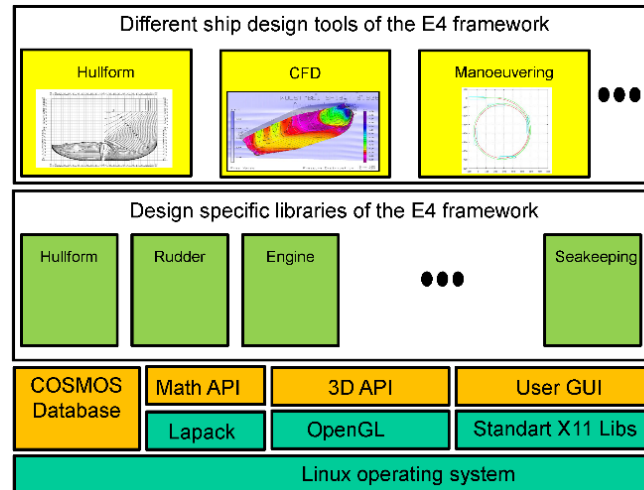 Different ship design tools of the E4 framework
Hullform
CFD
Manoeuvering
Design specific libraries of the E4 framework
Hullform
Rudder
Engine
Seakeeping
COSMOS
Database
Math API
3D API
User GUI
Lapack
OpenGL
Standart X11 Libs
Linux operating system